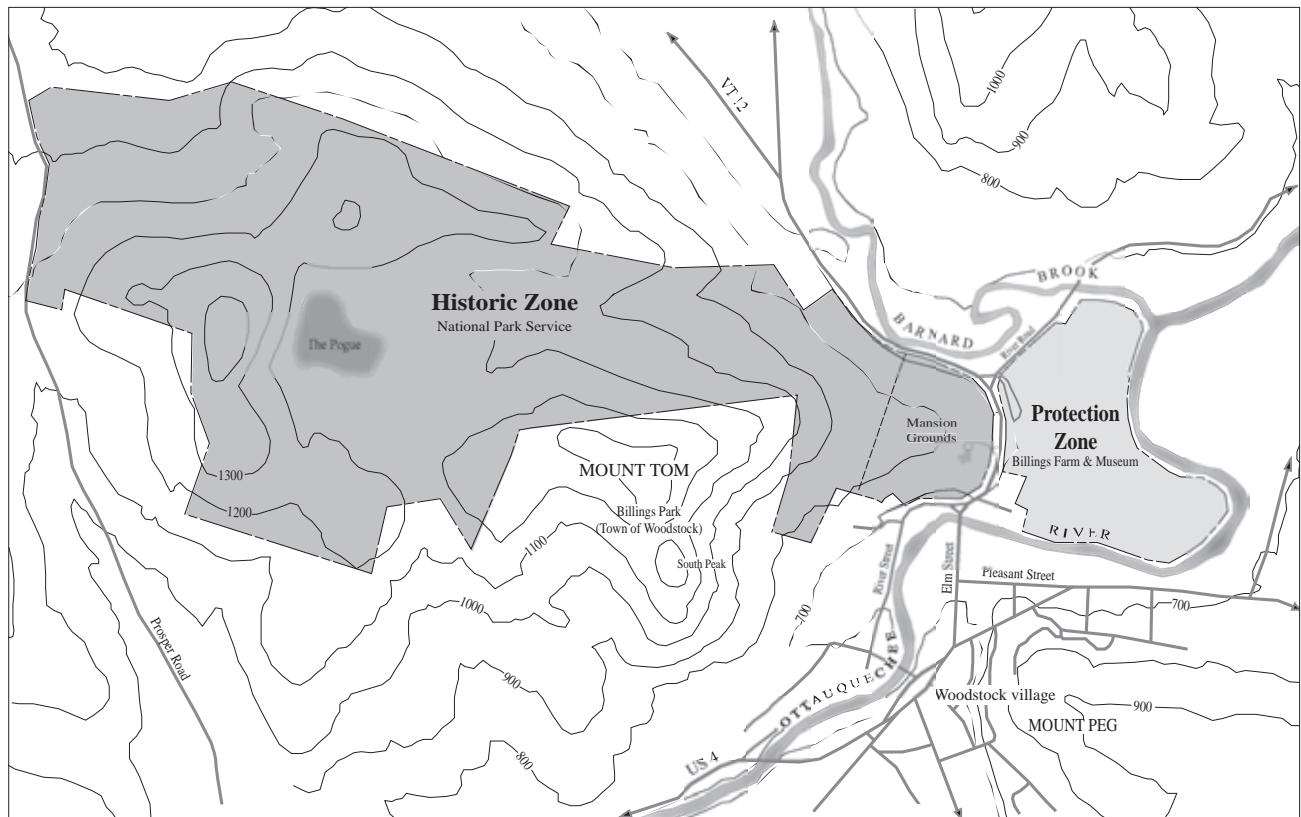 1000
VT 12
900
800
BROOK
Historic Zone
National Park Service
BARNARD
River Road
The Pogue
Protection
Zone
Billings Farm & Museum
Mansion
Grounds
MOUNT TOM
1300
Billings Park
(Town of Woodstock)
1200
RIVER
1100
South Peak
River Street
Elm Street
Pleasant Street
1000
700
700
Prosper Road
OTTAUQUECHEE
900
Woodstock village
900
MOUNT PEG
800
US 4